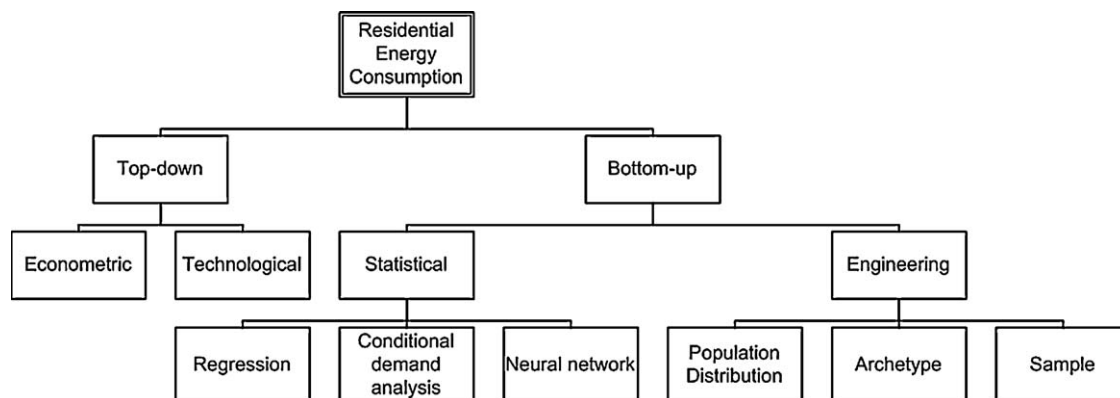 Residential
Energy
Consumption
Top-down
Bottom-up
Econometric
Technological
Statistical
Engineering
Regression
Conditional
demand
analysis
Neural network
Population
Distribution
Archetype
Sample